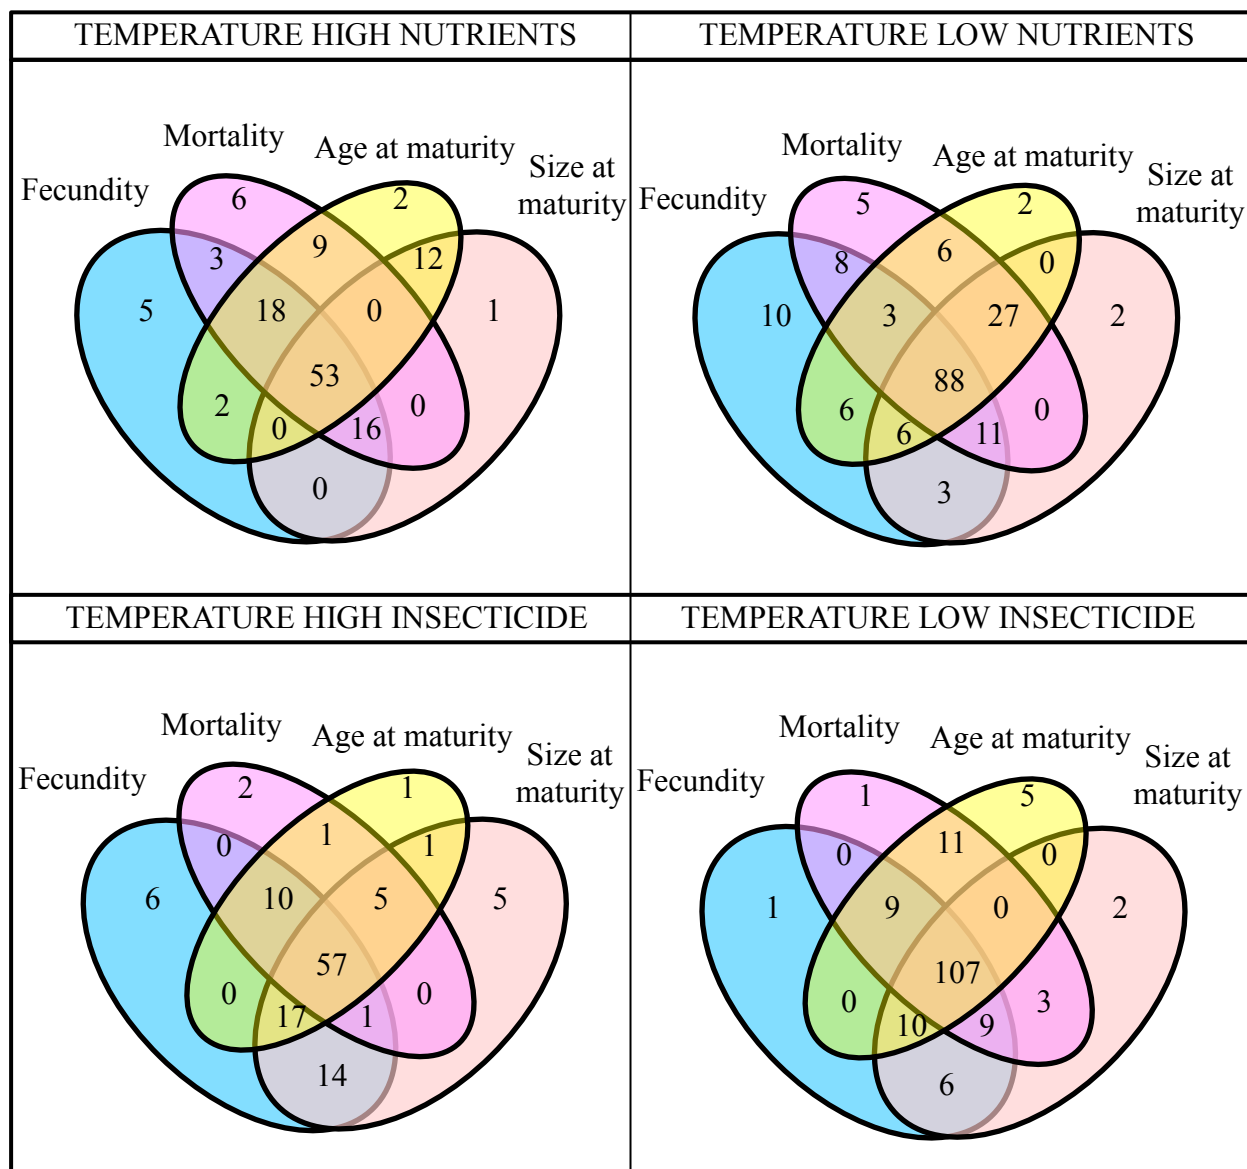 TEMPERATURE HIGH NUTRIENTS
Mortality
Age at maturity
Fecundity
Size at
maturity
6
2
9
3
12
5
18
0
1
53
2
0
16
0
0
TEMPERATURE LOW NUTRIENTS
Mortality
Age at maturity
Fecundity
Size at
maturity
5
2
6
8
0
10
3
27
2
88
6
6
11
0
3
TEMPERATURE HIGH INSECTICIDE
Mortality
Age at maturity
Fecundity
Size at
maturity
2
1
1
0
1
6
10
5
5
57
0
17
1
0
14
TEMPERATURE LOW INSECTICIDE
Mortality
Age at maturity
Fecundity
Size at
maturity
1
5
11
0
0
1
9
0
2
107
0
10
9
3
6